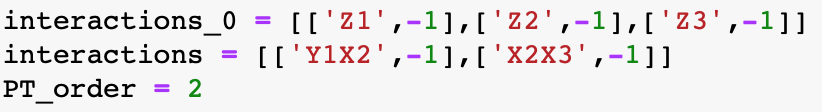 interactions_0 = [['Z1',-1],['Z2',-1],['Z3',-1]]
interactions = [['Y1X2',-1],['X2X3',-1]]
PT_order = 2